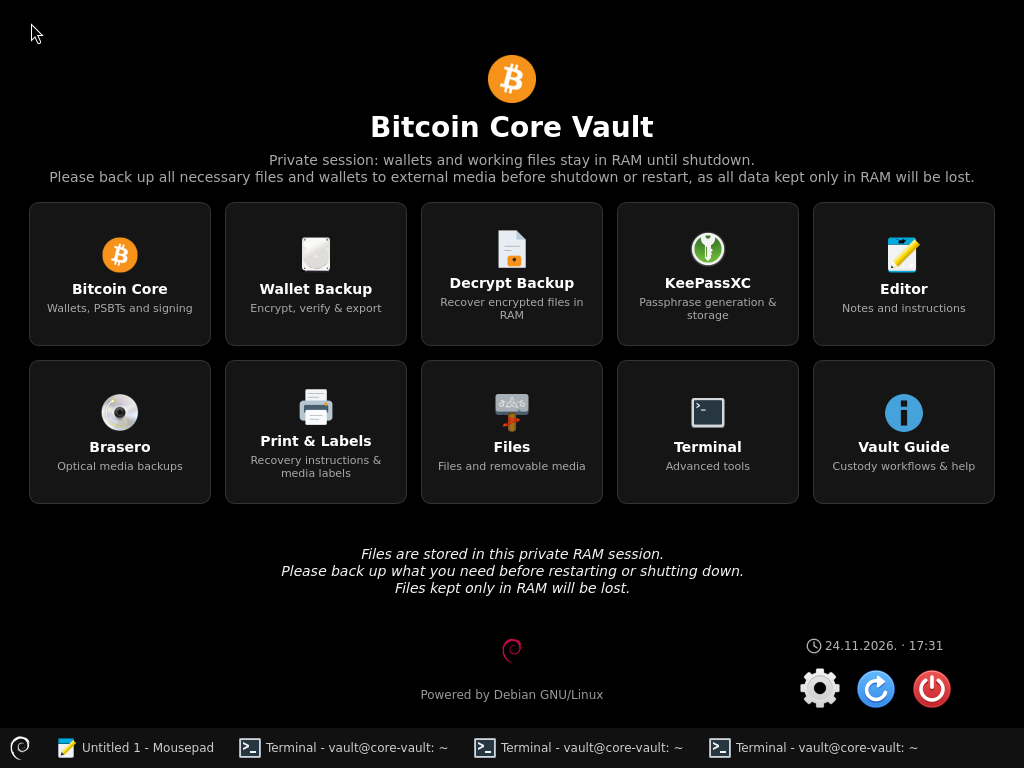 Bitcoin Core Vault
Private session: wallets and working files stay in RAM until shutdown.
Please back up all necessary files and wallets to external media before shutdown or restart, as all data kept only in RAM will be lost.
Bitcoin Core
Wallets, PSBTs and signing
Wallet Backup
Encrypt, verify & export
Decrypt Backup
Recover encrypted files in
RAM
KeePassXC
Passphrase generation &
storage
Editor
Notes and instructions
Brasero
Optical media backups
Print & Labels
Recovery instructions &
media labels
Files
Files and removable media
Terminal
Advanced tools
Vault Guide
Custody workflows & help
Files are stored in this private RAM session.
Please back up what you need before restarting or shutting down.
Files kept only in RAM will be lost.
24.11.2026. · 17:31
Powered by Debian GNU/Linux
Untitled 1 - Mousepad
Terminal - vault@core-vault: ~
Terminal - vault@core-vault: ~
Terminal - vault@core-vault: ~